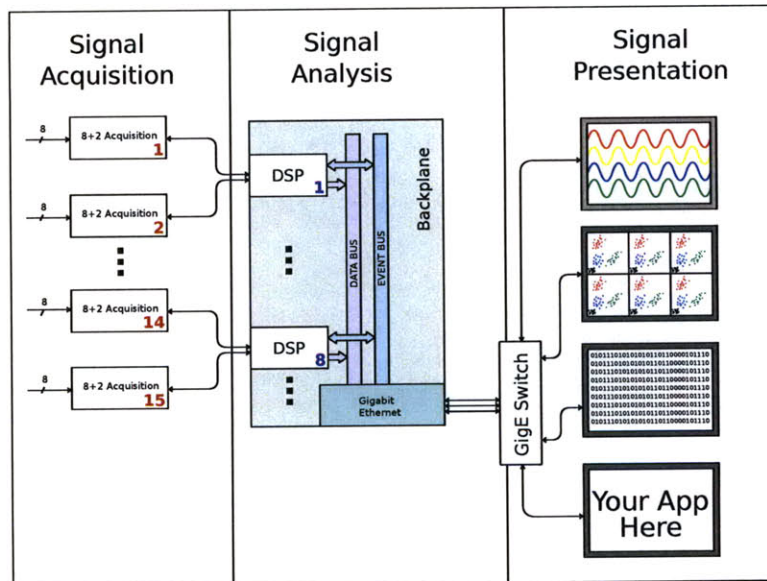 Signal
Acquisition
8
8+2 Acquisition
1
8
8+2 Acquisition
2
8
8+2 Acquisition
14
8
8+2 Acquisition
15
Signal
Analysis
DSP
1
DSP
8
DATA BUS
EVENT BUS
Backplane
Gigabit
Ethernet
Signal
Presentation
GigE Switch
Your App
Here